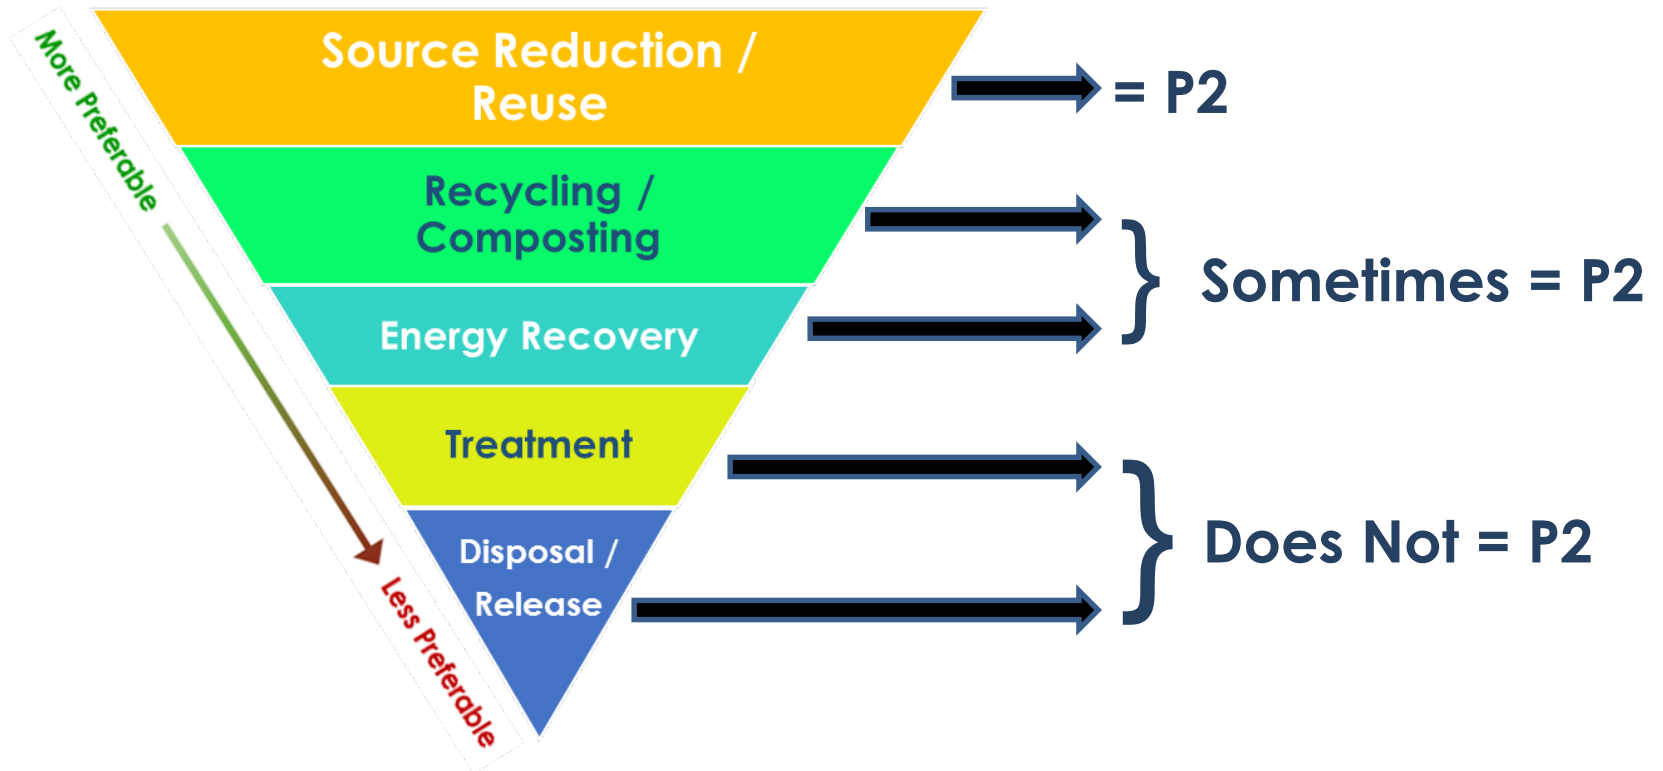 More Preferable
Source Reduction /
Reuse
= P2
Recycling /
Composting
Energy Recovery
} Sometimes = P2
Treatment
Disposal /
Release
} Does Not = P2
Less Preferable